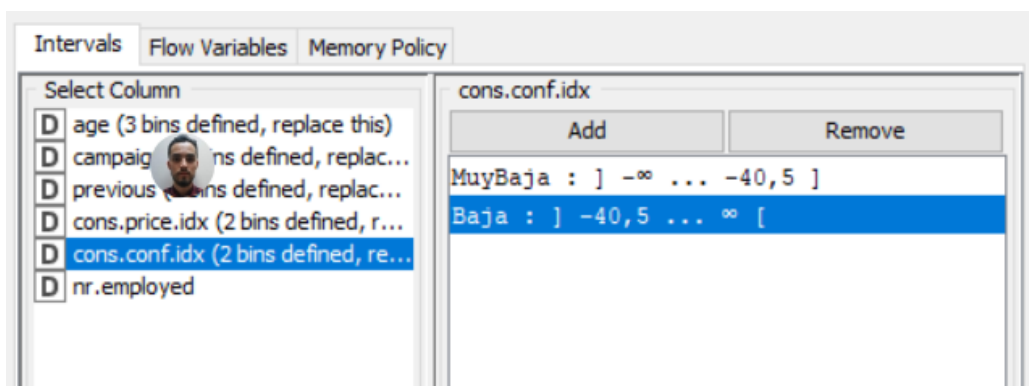 Intervals Flow Variables Memory Policy
Select Column
D age (3 bins defined, replace this)
D campaig ns define, replac...
D previous ns defined, replac...
D cons.price.idx (2 bins defined, r...
D cons.conf.idx (2 bins defined, re...
D nr.employed
cons.conf.idx
Add Remove
MuyBaja : ] -∞ ... -40,5 ]
Baja : ] -40,5 ... ∞ [